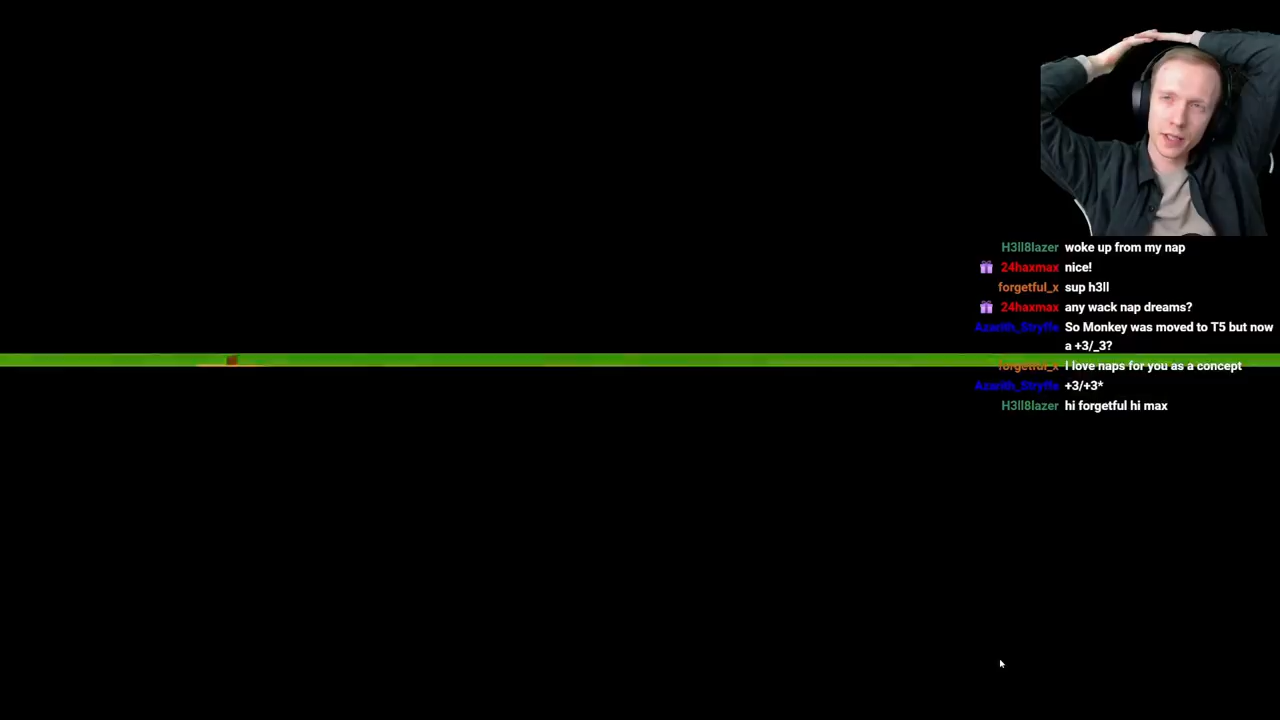 H3ll8lazer woke up from my nap
24haxmax nice!
forgetful_x sup h3ll
24haxmax any wack nap dreams?
Azarith_Stryffe So Monkey was moved to T5 but now
a +3/_3?
forgetful_x I love naps for you as a concept
Azarith_Stryffe +3/+3*
H3ll8lazer hi forgetful hi max